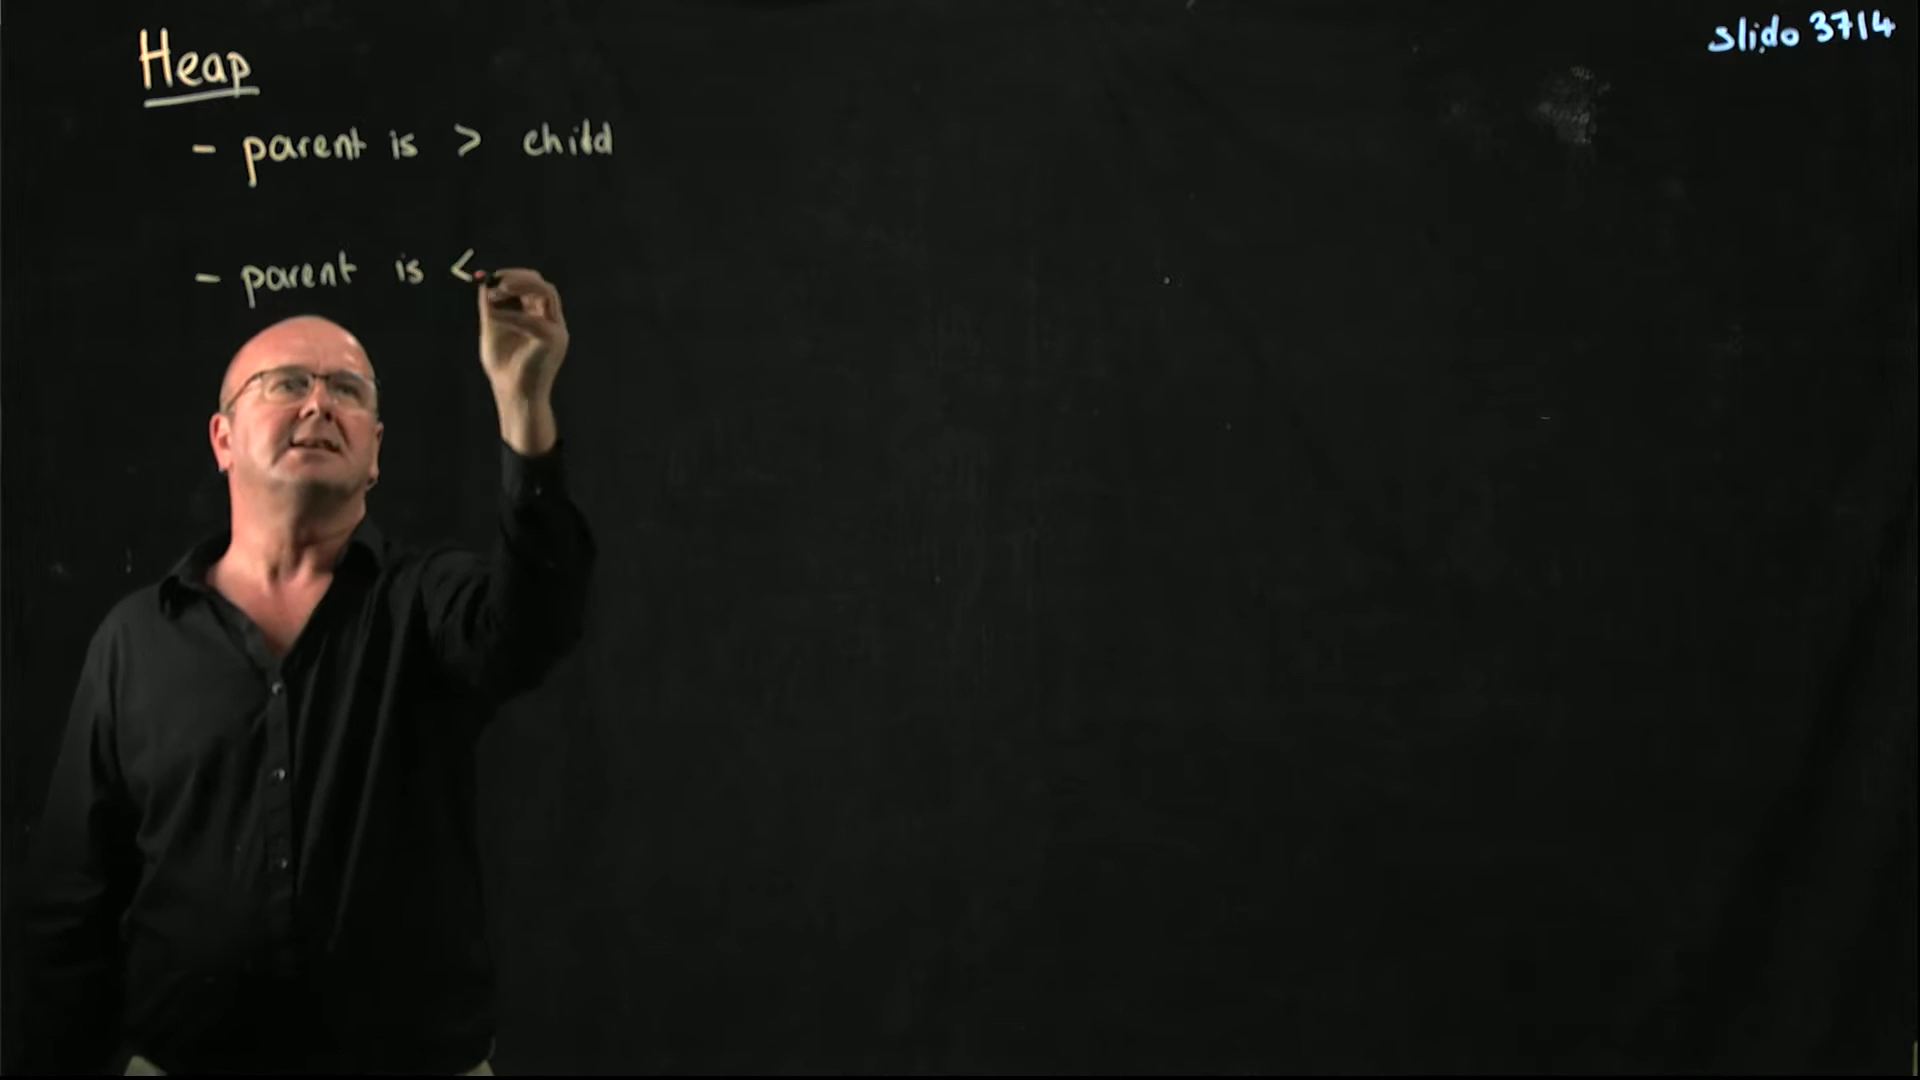 Heap
slido 3714
- parent is > child
- parent is <